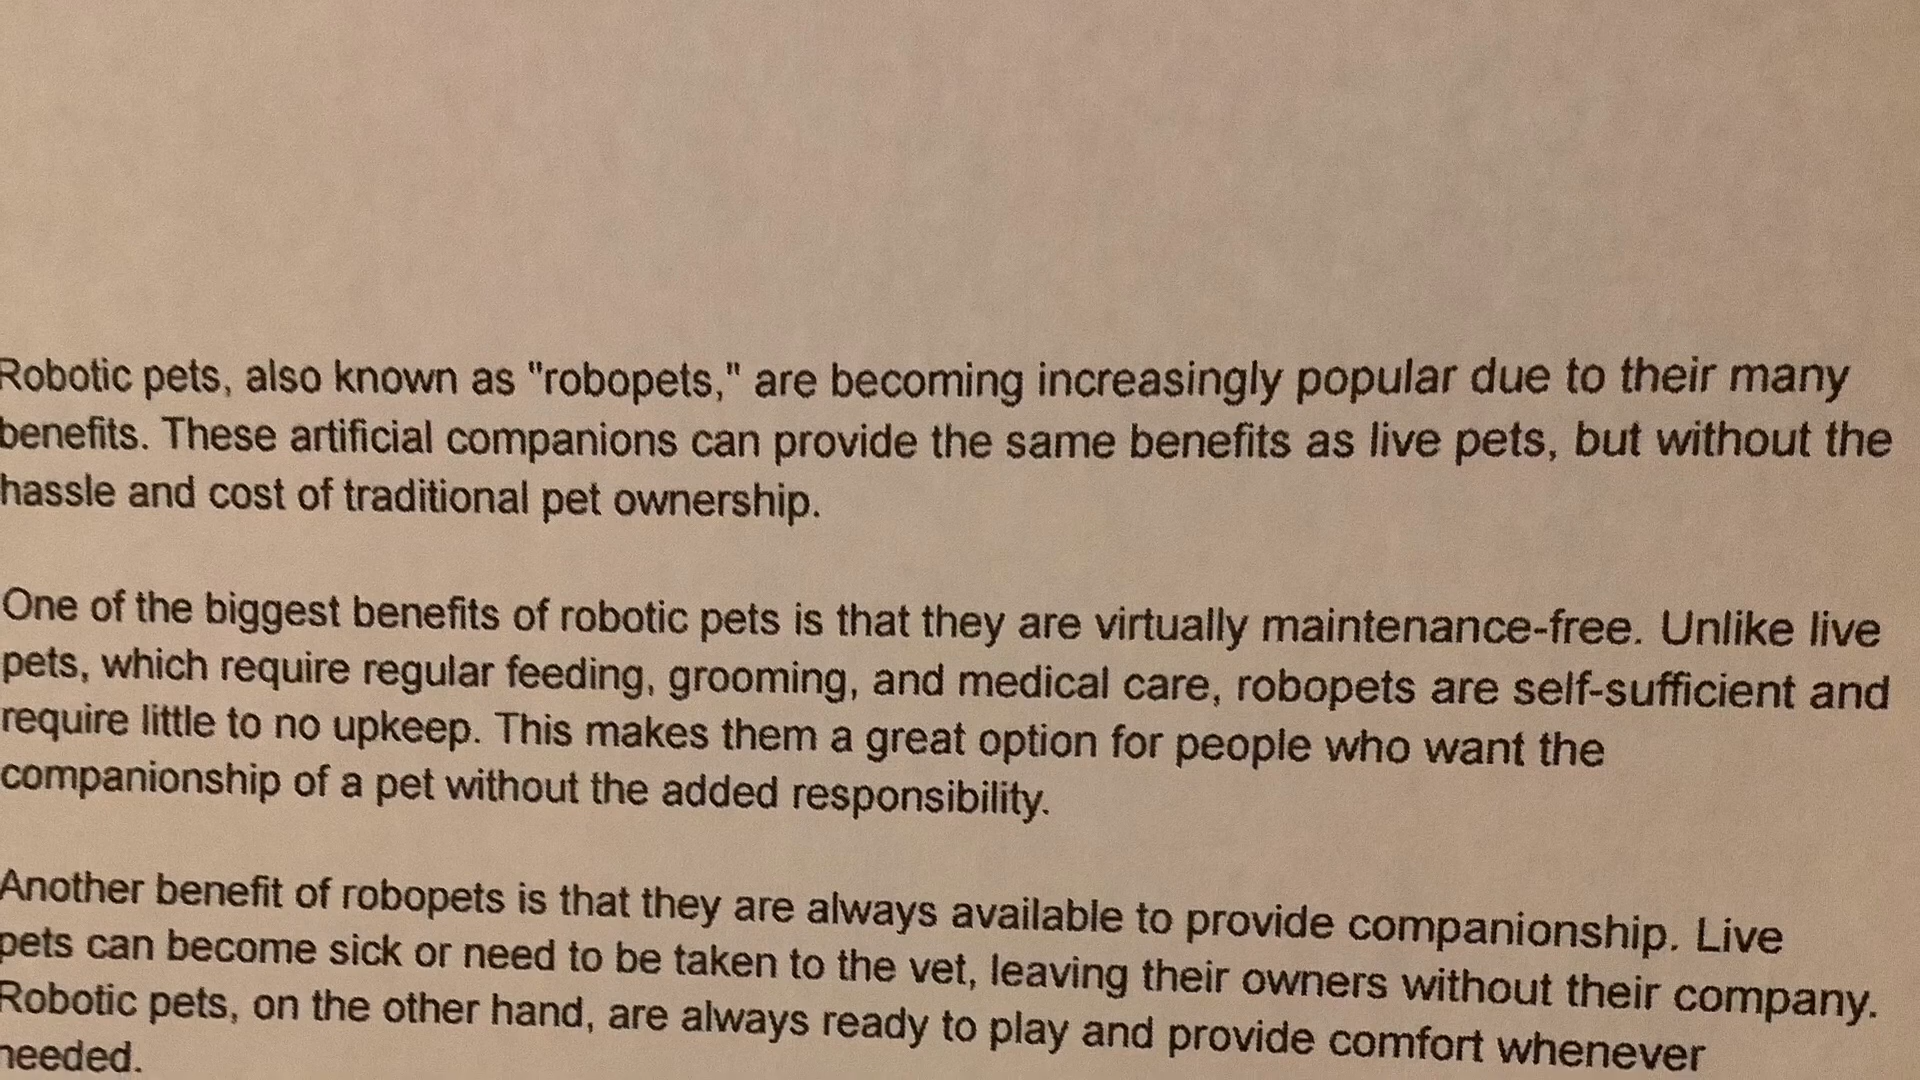 Robotic pets, also known as "robopets," are becoming increasingly popular due to their many
benefits. These artificial companions can provide the same benefits as live pets, but without the
hassle and cost of traditional pet ownership.
One of the biggest benefits of robotic pets is that they are virtually maintenance-free. Unlike live
pets, which require regular feeding, grooming, and medical care, robopets are self-sufficient and
require little to no upkeep. This makes them a great option for people who want the
companionship of a pet without the added responsibility.
Another benefit of robopets is that they are always available to provide companionship. Live
pets can become sick or need to be taken to the vet, leaving their owners without their company.
Robotic pets, on the other hand, are always ready to play and provide comfort whenever
needed.